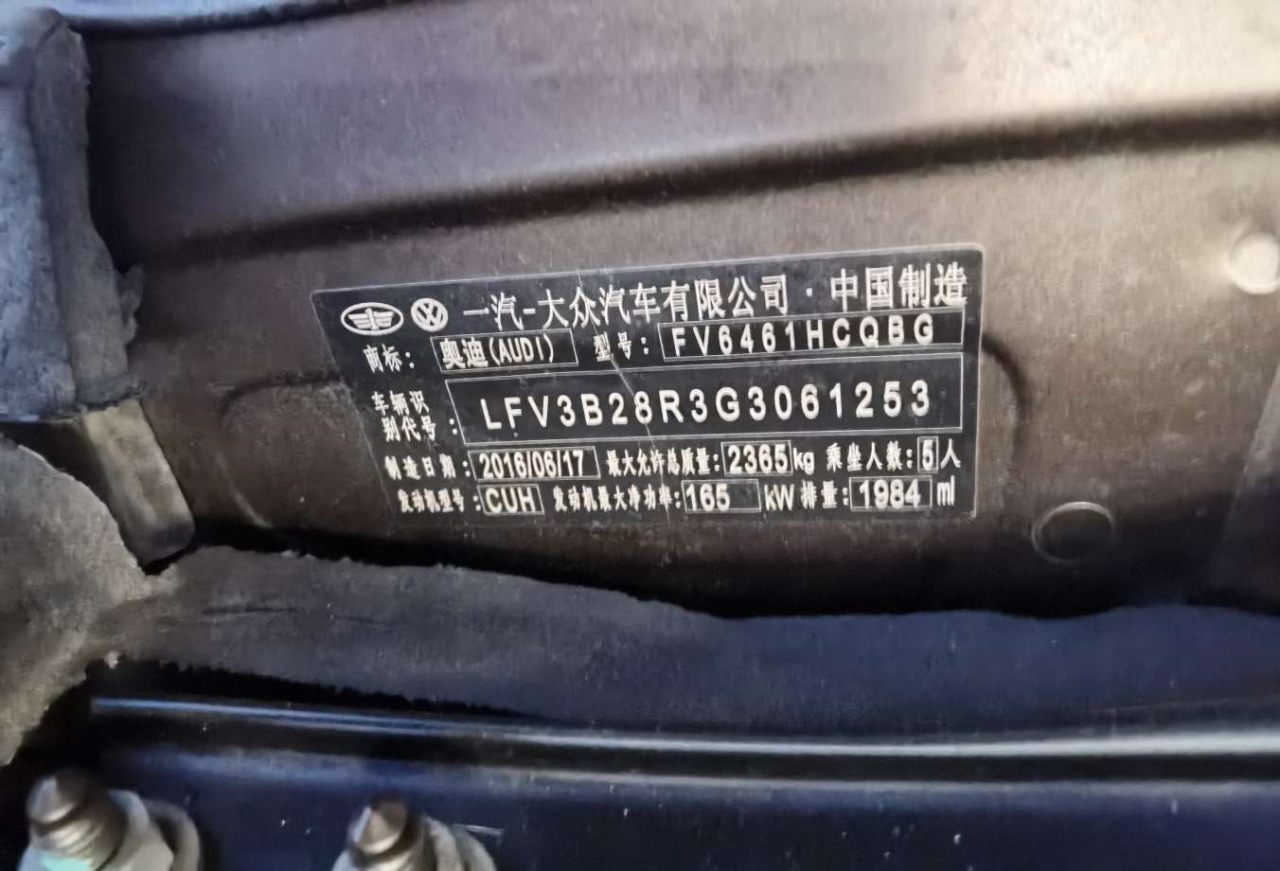 一汽-大众汽车有限公司·中国制造
商标: 奥迪(AUDI) 型号: FV6461HCQBG
车辆识别代号: LFV3B28R3G3061253
制造日期: 2016/06/17 最大允许总质量: 2365kg 乘坐人数: 5人
发动机型号: CUH 发动机最大净功率: 165 kW 排量: 1984 ml